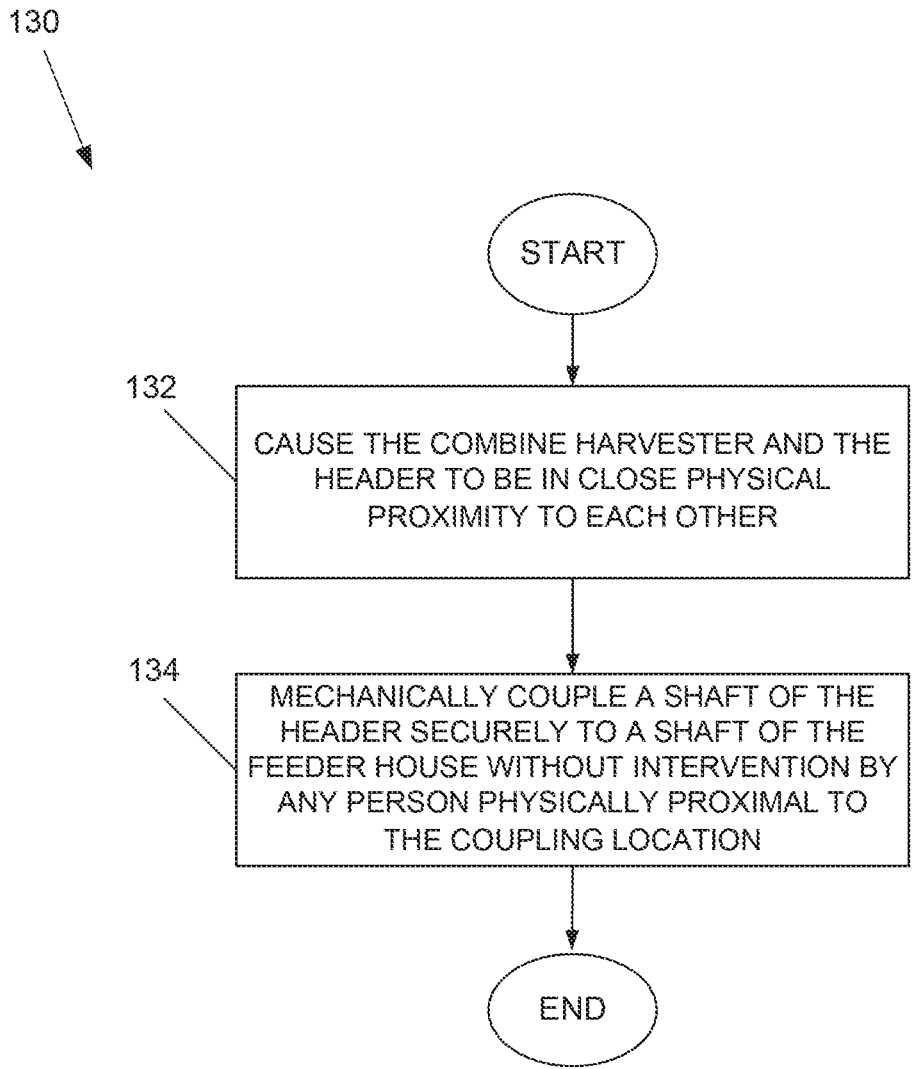 130
START
132
CAUSE THE COMBINE HARVESTER AND THE
HEADER TO BE IN CLOSE PHYSICAL
PROXIMITY TO EACH OTHER
134
MECHANICALLY COUPLE A SHAFT OF THE
HEADER SECURELY TO A SHAFT OF THE
FEEDER HOUSE WITHOUT INTERVENTION BY
ANY PERSON PHYSICALLY PROXIMAL TO
THE COUPLING LOCATION
END